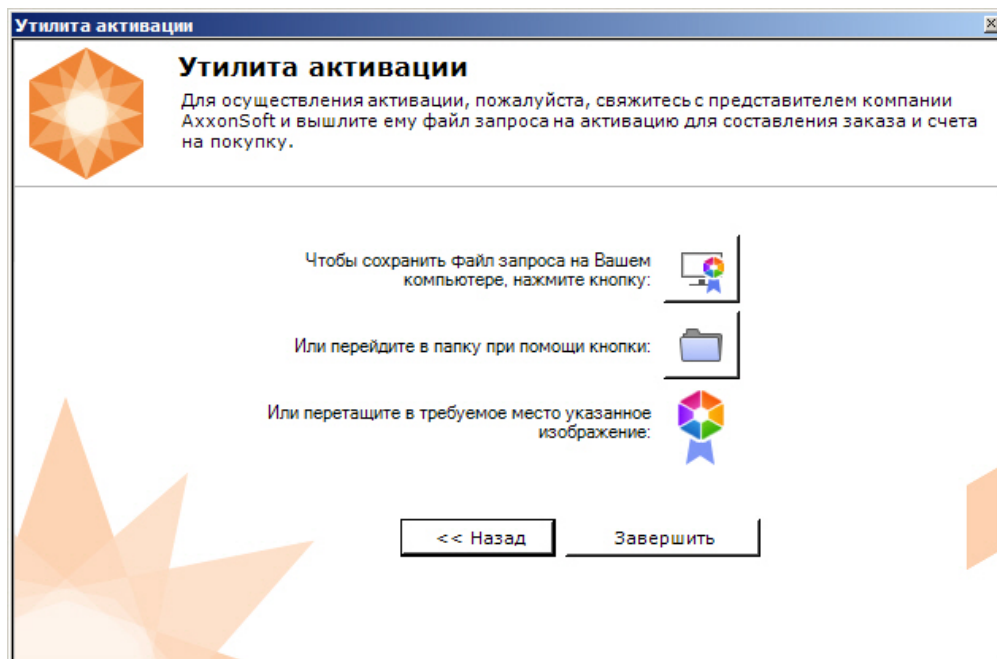 Утилита активации
Утилита активации
Для осуществления активации, пожалуйста, свяжитесь с представителем компании
AxxonSoft и вышлите ему файл запроса на активацию для составления заказа и счета
на покупку.
Чтобы сохранить файл запроса на Вашем
компьютере, нажмите кнопку:
Или перейдите в папку при помощи кнопки:
Или перетащите в требуемое место указанное
изображение:
<< Назад
Завершить